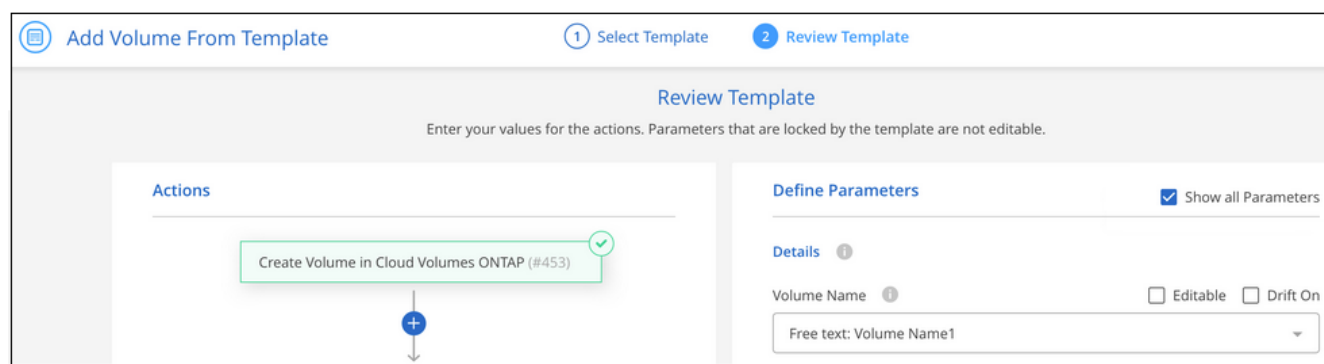 Add Volume From Template
1 Select Template
2 Review Template
Review Template
Enter your values for the actions. Parameters that are locked by the template are not editable.
Actions
Create Volume in Cloud Volumes ONTAP (#453)
Define Parameters
Show all Parameters
Details
Volume Name
Editable
Drift On
Free text: Volume Name1